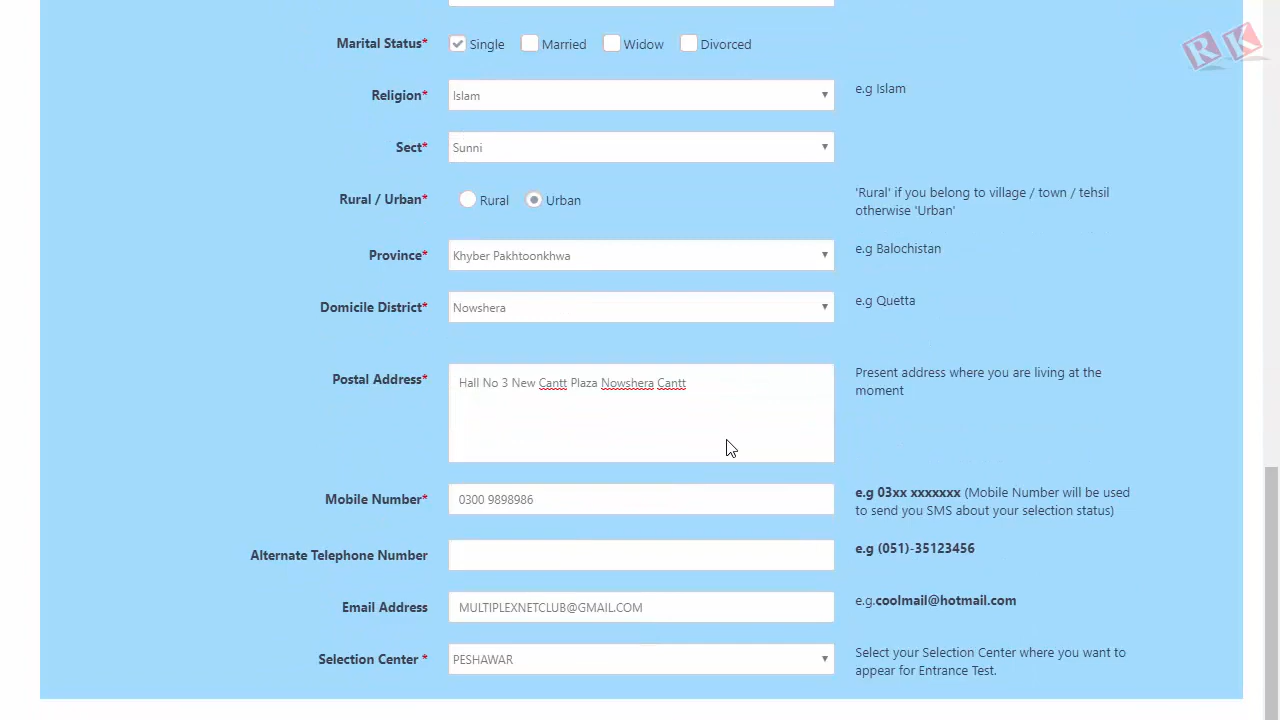 RK
Marital Status* Single Married Widow Divorced
Religion* Islam e.g Islam
Sect* Sunni
Rural / Urban* Rural Urban 'Rural' if you belong to village / town / tehsil
otherwise 'Urban'
Province* Khyber Pakhtoonkhwa e.g Balochistan
Domicile District* Nowshera e.g Quetta
Postal Address* Hall No 3 New Cantt Plaza Nowshera Cantt Present address where you are living at the
moment
Mobile Number* 0300 9898986 e.g 03xx xxxxxxx (Mobile Number will be used
to send you SMS about your selection status)
Alternate Telephone Number e.g (051)-35123456
Email Address MULTIPLEXNETCLUB@GMAIL.COM e.g.coolmail@hotmail.com
Selection Center * PESHAWAR Select your Selection Center where you want to
appear for Entrance Test.